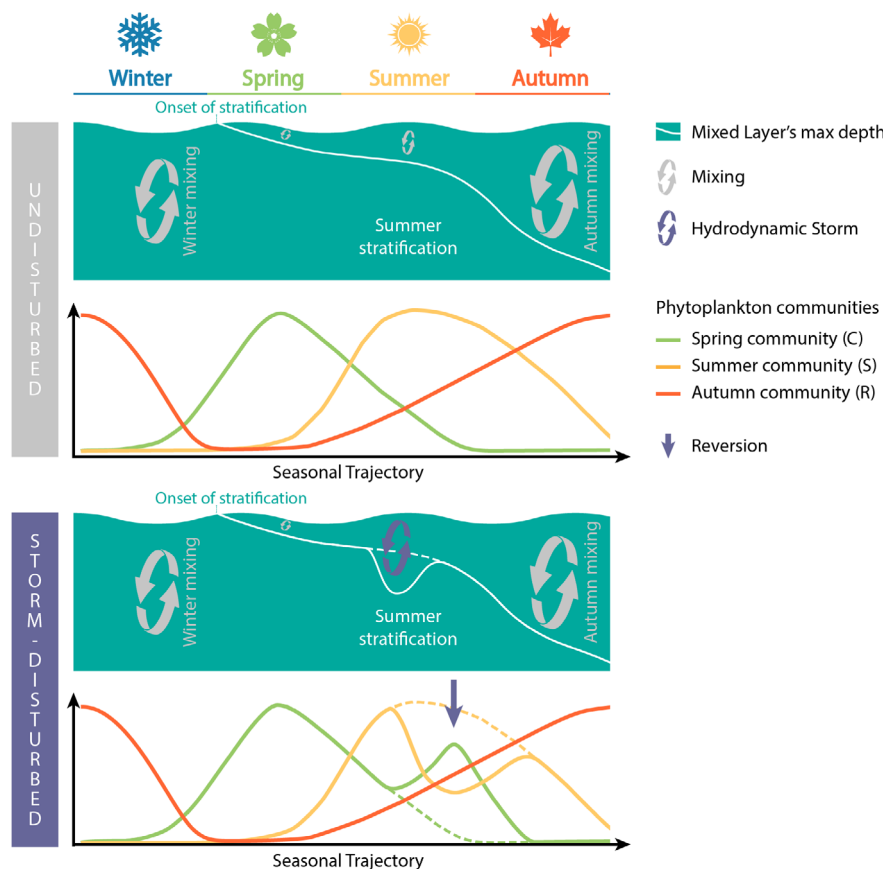 Winter
Spring
Summer
Autumn
Onset of stratification
UNDISTURBED
Winter mixing
Summer
stratification
Autumn mixing
Mixed Layer's max depth
Mixing
Hydrodynamic Storm
Phytoplankton communities
Spring community (C)
Summer community (S)
Autumn community (R)
Reversion
Seasonal Trajectory
Onset of stratification
STORM-DISTURBED
Winter mixing
Summer
stratification
Autumn mixing
Seasonal Trajectory